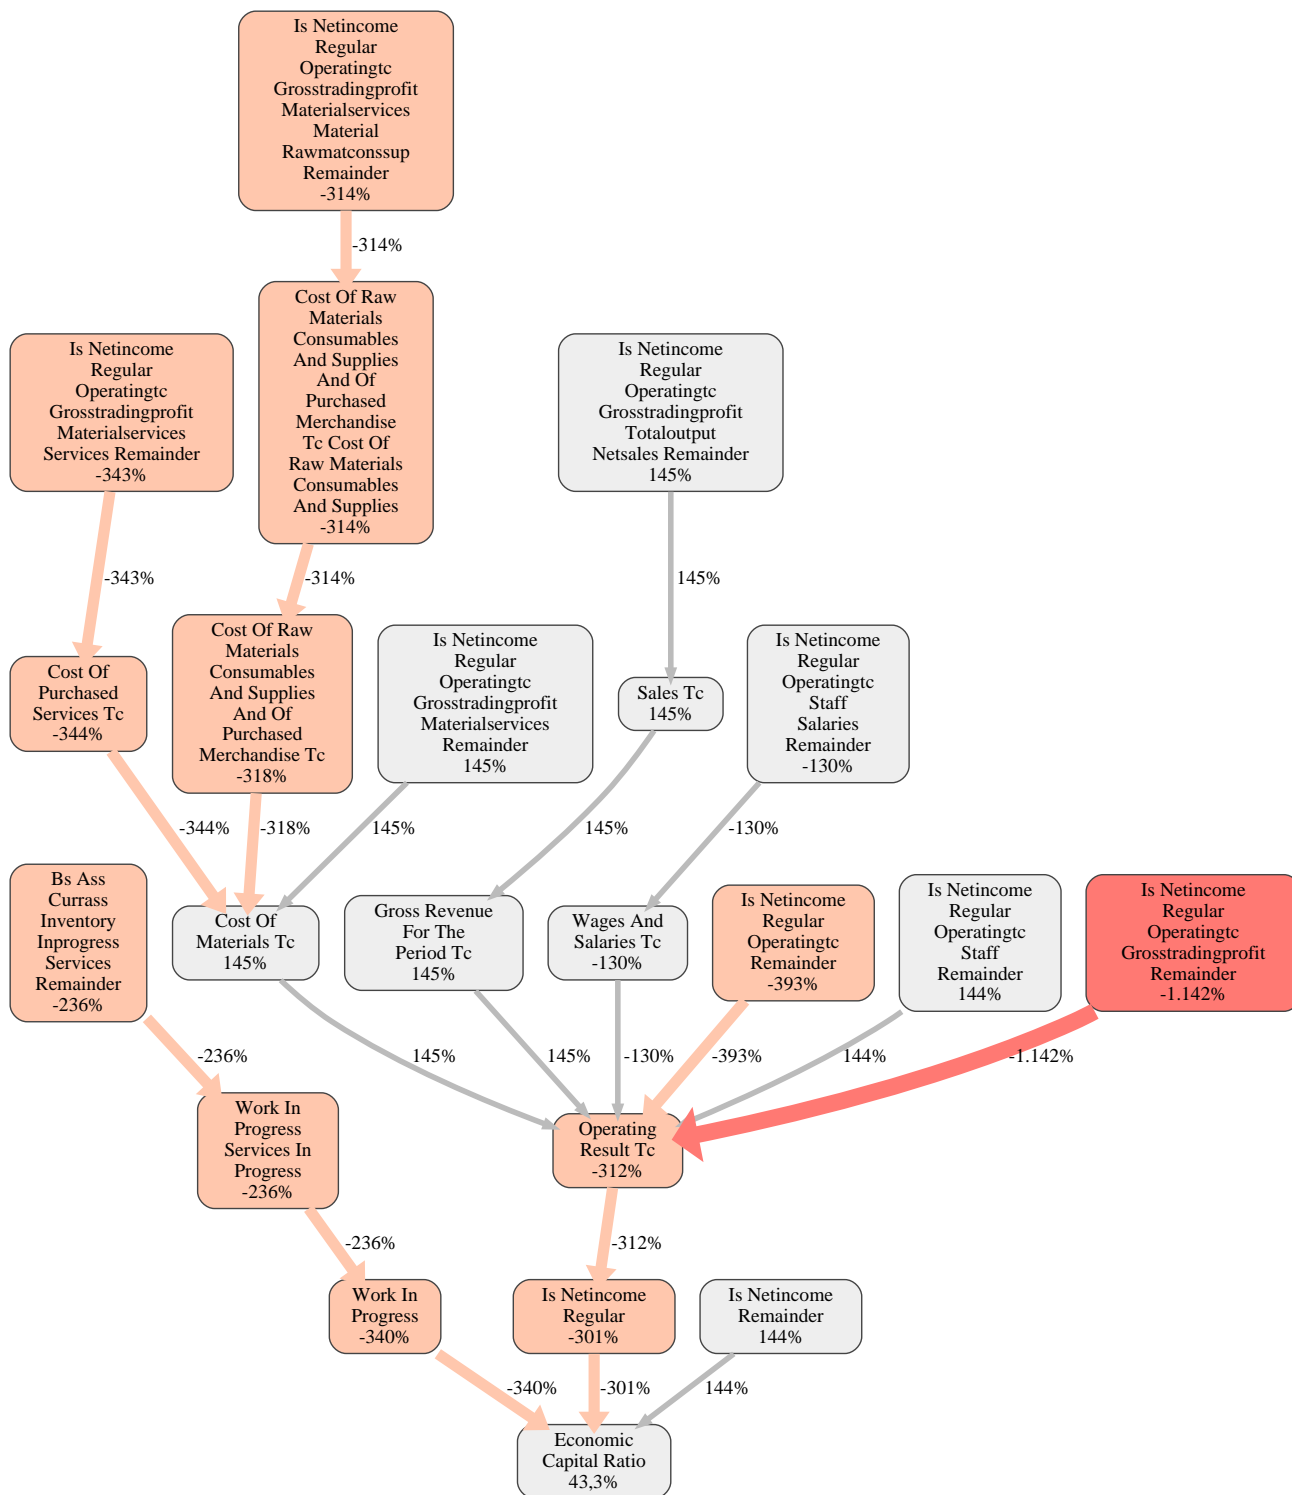 Is Netincome
Regular
Operatingtc
Grosstradingprofit
Materialservices
Material
Rawmatconssup
Remainder
-314%
-314%
Cost Of Raw
Materials
Consumables
And Supplies
And Of
Purchased
Merchandise
Tc Cost Of
Raw Materials
Consumables
And Supplies
-314%
Is Netincome
Regular
Operatingtc
Grosstradingprofit
Materialservices
Services Remainder
-343%
Is Netincome
Regular
Operatingtc
Grosstradingprofit
Totaloutput
Netsales Remainder
145%
-343%
-314%
145%
Cost Of
Purchased
Services Tc
-344%
Cost Of Raw
Materials
Consumables
And Supplies
And Of
Purchased
Merchandise Tc
-318%
Is Netincome
Regular
Operatingtc
Grosstradingprofit
Materialservices
Remainder
145%
Sales Tc
145%
Is Netincome
Regular
Operatingtc
Staff
Salaries
Remainder
-130%
-344%
-318%
145%
145%
-130%
Bs Ass
Currass
Inventory
Inprogress
Services
Remainder
-236%
Cost Of
Materials Tc
145%
Gross Revenue
For The
Period Tc
145%
Wages And
Salaries Tc
-130%
Is Netincome
Regular
Operatingtc
Remainder
-393%
Is Netincome
Regular
Operatingtc
Staff
Remainder
144%
Is Netincome
Regular
Operatingtc
Grosstradingprofit
Remainder
-1.142%
-236%
145%
145%
-130%
-393%
144%
-1.142%
Work In
Progress
Services In
Progress
-236%
Operating
Result Tc
-312%
-236%
-312%
Work In
Progress
-340%
Is Netincome
Regular
-301%
Is Netincome
Remainder
144%
-340%
-301%
144%
Economic
Capital Ratio
43,3%